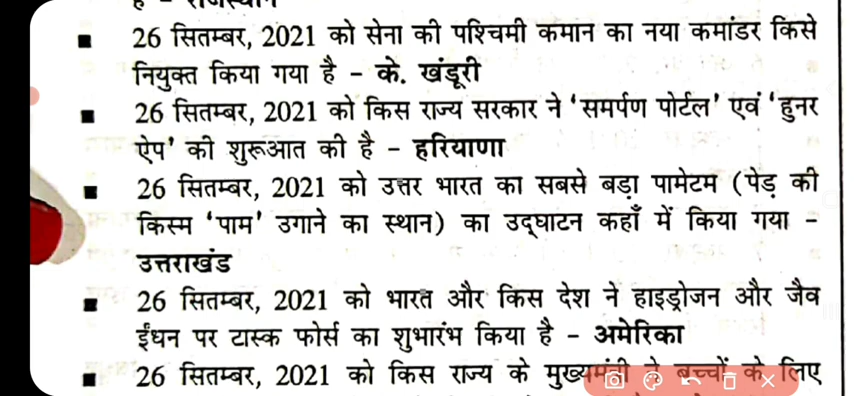 है – राजस्थान
■ 26 सितम्बर, 2021 को सेना की पश्चिमी कमान का नया कमांडर किसे
नियुक्त किया गया है – के. खंडूरी
■ 26 सितम्बर, 2021 को किस राज्य सरकार ने ‘समर्पण पोर्टल’ एवं ‘हुनर
ऐप’ की शुरूआत की है – हरियाणा
■ 26 सितम्बर, 2021 को उत्तर भारत का सबसे बड़ा पामेटम (पेड़ की
किस्म ‘पाम’ उगाने का स्थान) का उद्घाटन कहाँ में किया गया –
उत्तराखंड
■ 26 सितम्बर, 2021 को भारत और किस देश ने हाइड्रोजन और जैव
ईंधन पर टास्क फोर्स का शुभारंभ किया है – अमेरिका
■ 26 सितम्बर, 2021 को किस राज्य के मुख्यमंत्री ने बच्चों के लिए